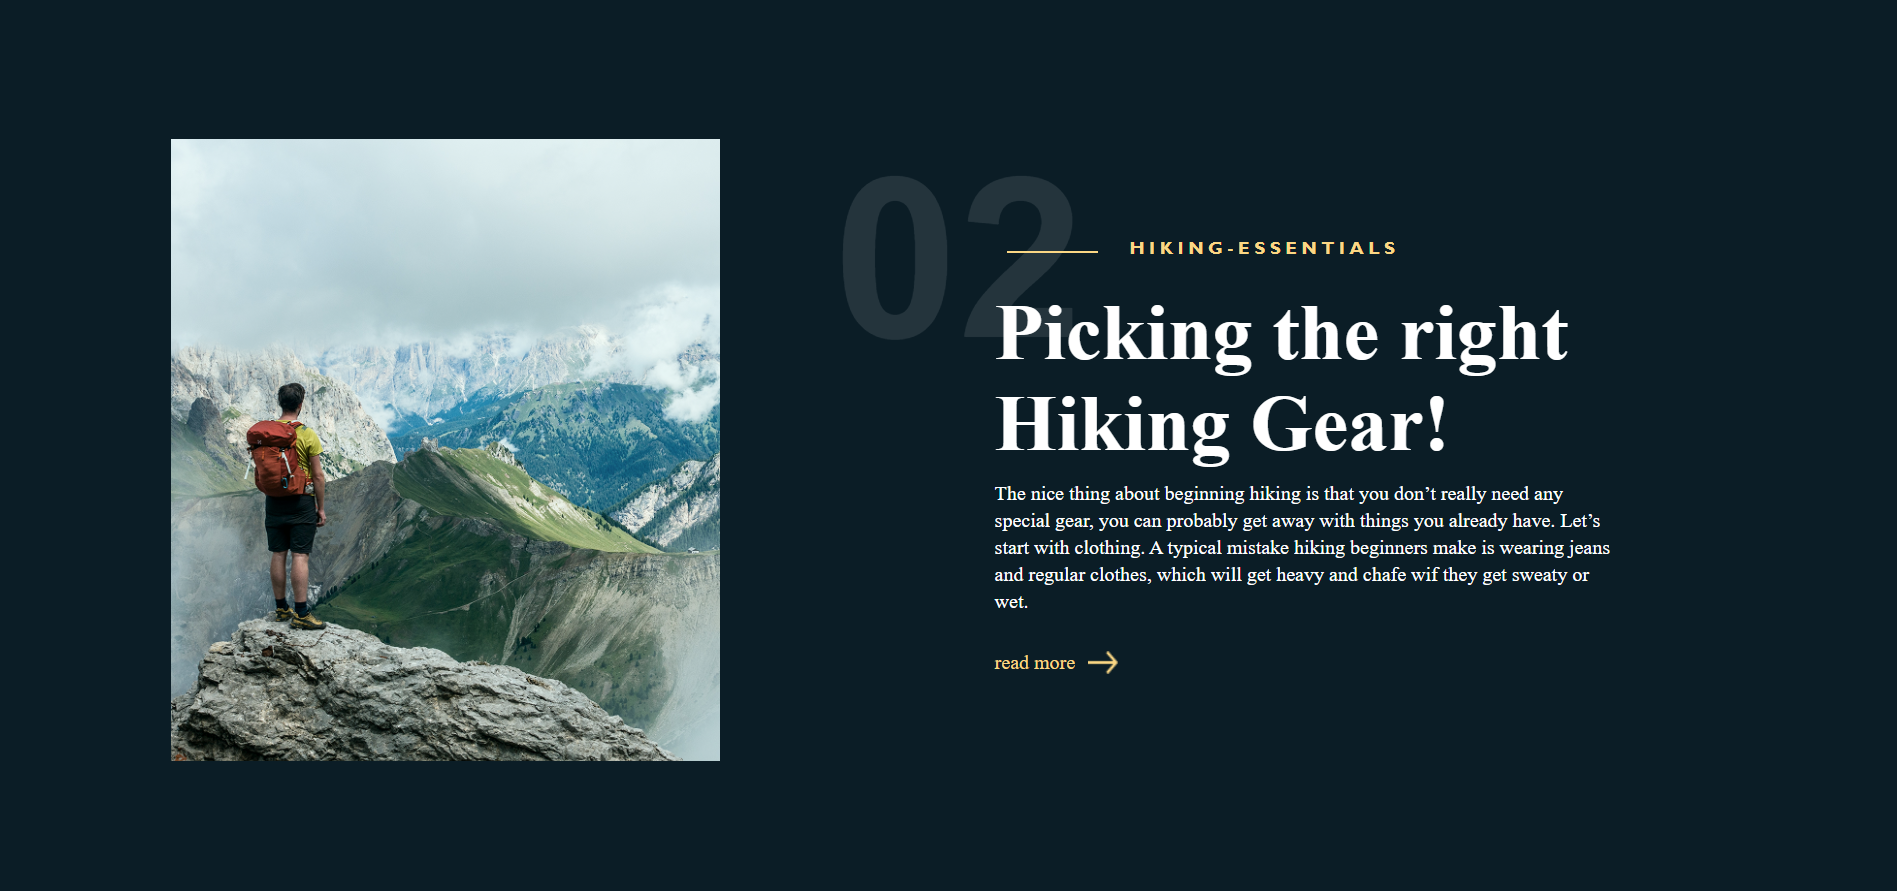 02
HIKING-ESSENTIALS
Picking the right
Hiking Gear!
The nice thing about beginning hiking is that you don’t really need any
special gear, you can probably get away with things you already have. Let’s
start with clothing. A typical mistake hiking beginners make is wearing jeans
and regular clothes, which will get heavy and chafe wif they get sweaty or
wet.
read more